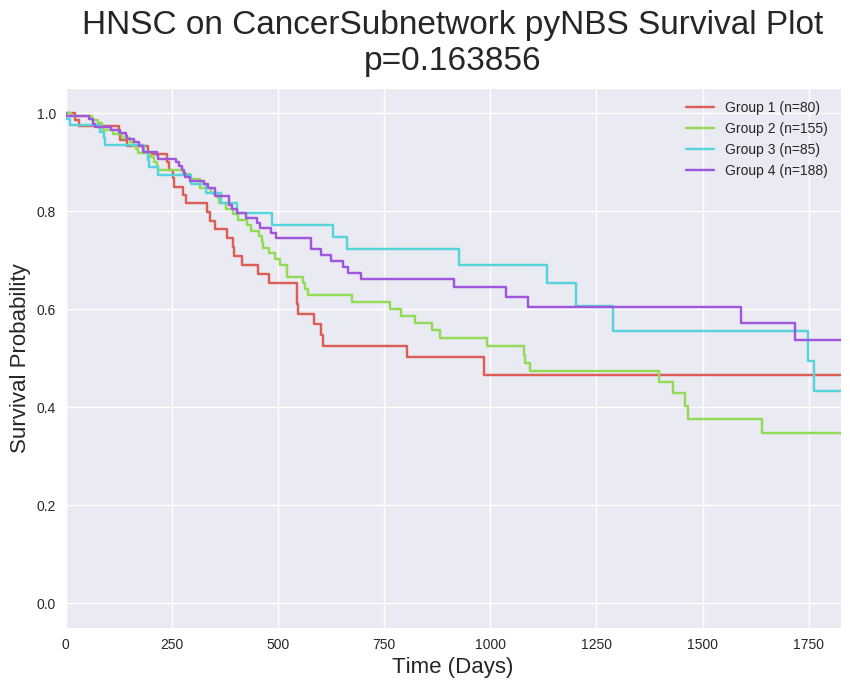 HNSC on CancerSubnetwork pyNBS Survival Plot
p=0.163856
Group 1 (n=80)
Group 2 (n=155)
Group 3 (n=85)
Group 4 (n=188)
Survival Probability
1.0
0.8
0.6
0.4
0.2
0.0
0 250 500 750 1000 1250 1500 1750
Time (Days)